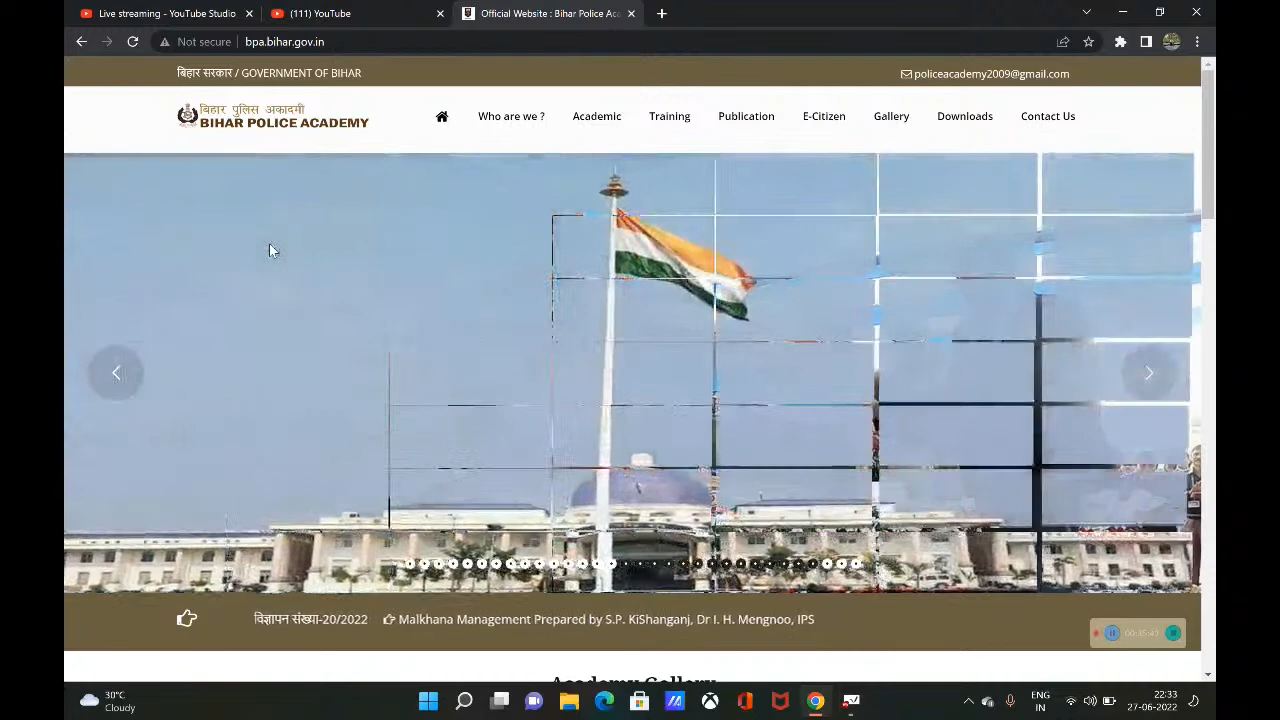 Live streaming - YouTube Studio
(111) YouTube
Official Website : Bihar Police Aca
Not secure
bpa.bihar.gov.in
बिहार सरकार / GOVERNMENT OF BIHAR
policeacademy2009@gmail.com
बिहार पुलिस अकादमी
BIHAR POLICE ACADEMY
Who are we ?
Academic
Training
Publication
E-Citizen
Gallery
Downloads
Contact Us
विज्ञापन संख्या-20/2022
Malkhana Management Prepared by S.P. KiShanganj, Dr I. H. Mengnoo, IPS
Academy Gallery
30°C
Cloudy
ENG
IN
22:33
27-06-2022